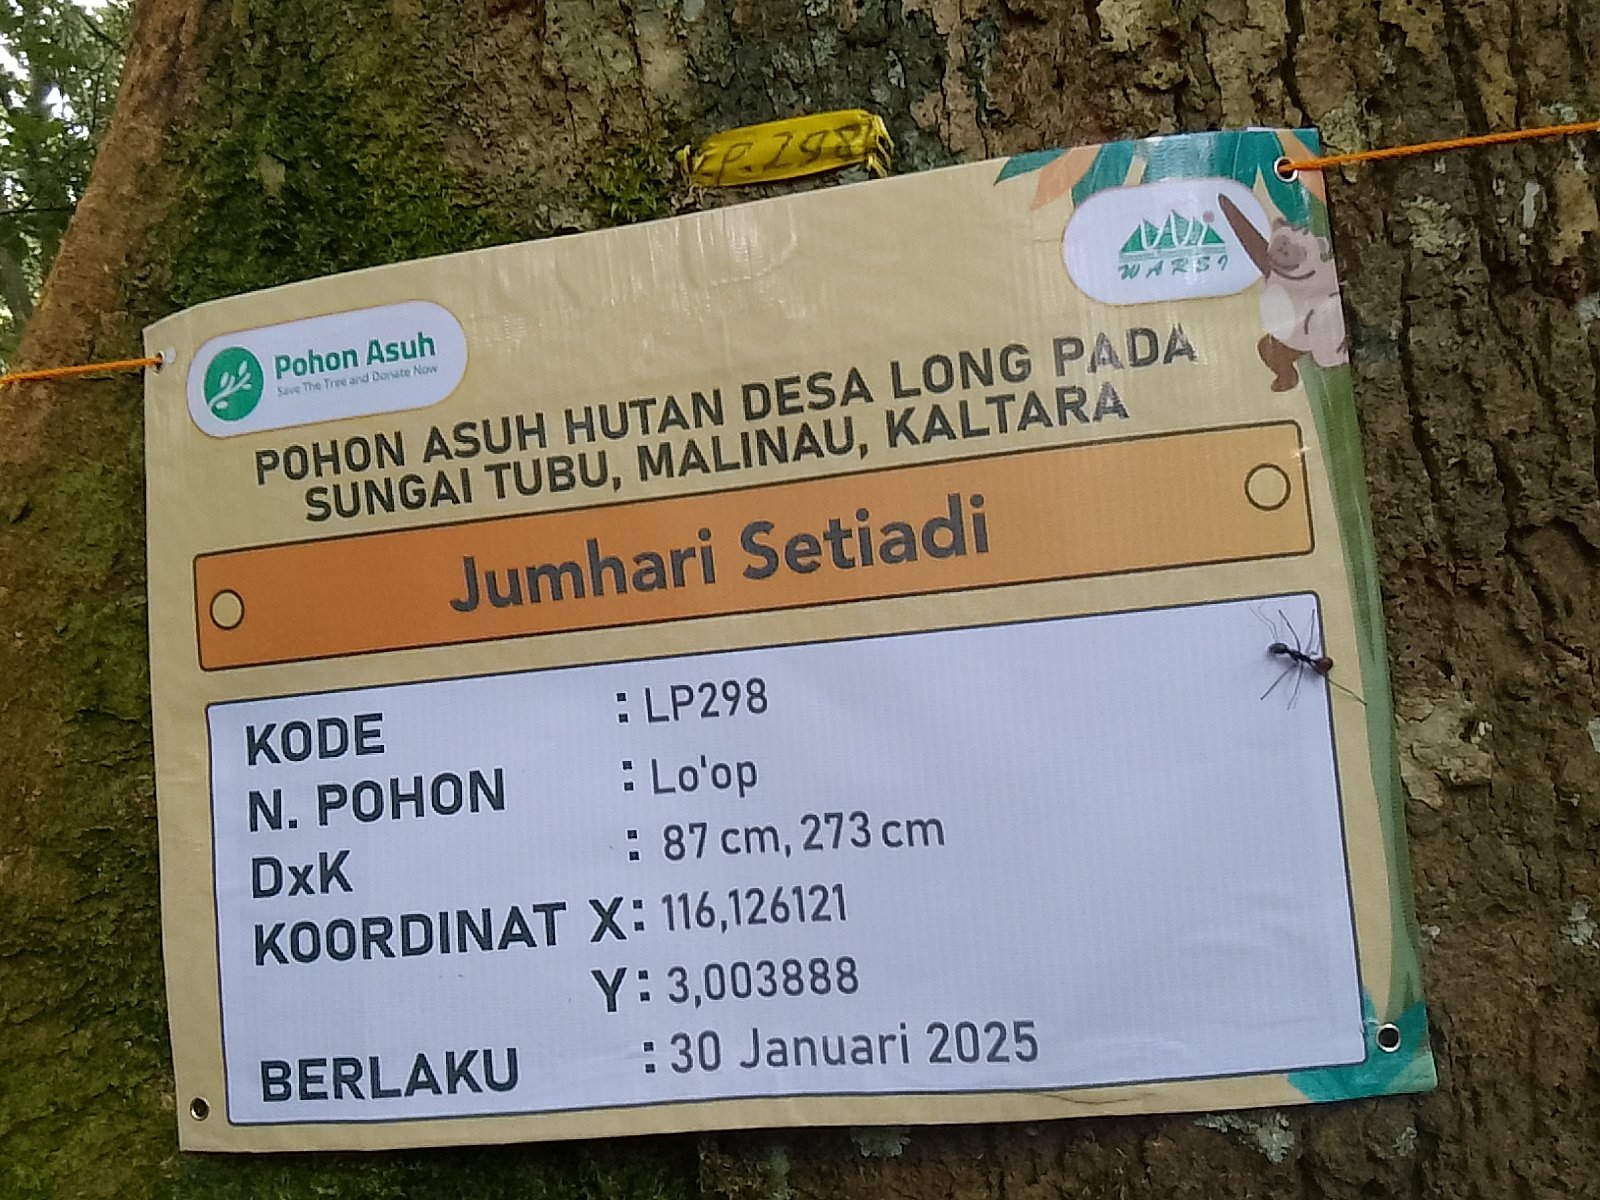 LP.298
WARSI
Pohon Asuh
Save The Tree and Donate Now
POHON ASUH HUTAN DESA LONG PADA
SUNGAI TUBU, MALINAU, KALTARA
Jumhari Setiadi
KODE : LP298
N. POHON : Lo'op
DxK : 87 cm, 273 cm
KOORDINAT X : 116,126121
Y : 3,003888
BERLAKU : 30 Januari 2025